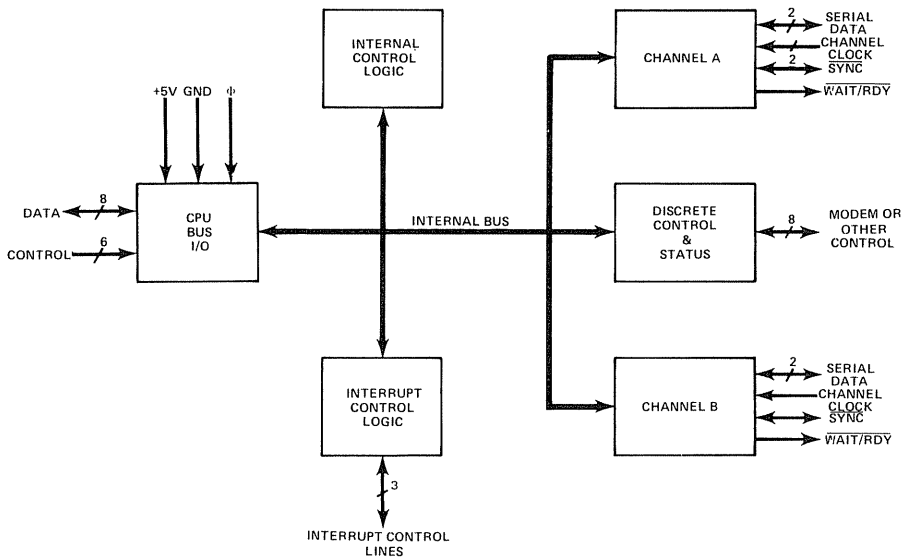 INTERNAL
CONTROL
LOGIC
+5V GND ϕ
DATA
8
CONTROL
6
CPU
BUS
I/O
INTERNAL BUS
INTERRUPT
CONTROL
LOGIC
3
INTERRUPT CONTROL
LINES
CHANNEL A
2
SERIAL
DATA
CHANNEL
CLOCK
2
SYNC
WAIT/RDY
DISCRETE
CONTROL
&
STATUS
8
MODEM OR
OTHER
CONTROL
CHANNEL B
2
SERIAL
DATA
CHANNEL
CLOCK
SYNC
WAIT/RDY